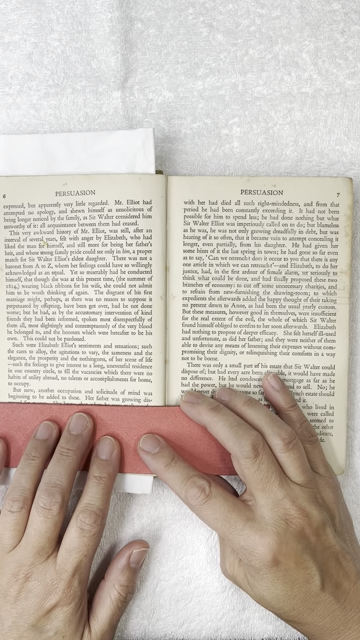 6
PERSUASION
expressed, but apparently very little regarded. Mr. Elliot had
attempted no apology, and shewn himself as unsolicitous of
being longer noticed by the family, as Sir Walter considered him
unworthy of it: all acquaintance between them had ceased.
This very awkward history of Mr. Elliot, was still, after an
interval of several years, felt with anger by Elizabeth, who had
liked the man for himself, and still more for being her father's
heir, and whose strong family pride could see only in him, a proper
match for Sir Walter Elliot's eldest daughter. There was not a
baronet from A to Z, whom her feelings could have so willingly
acknowledged as an equal. Yet so miserably had he conducted
himself, that though she was at this present time, (the summer of
1814,) wearing black ribbons for his wife, she could not admit
him to be worth thinking of again. The disgrace of his first
marriage might, perhaps, as there was no reason to suppose it
perpetuated by offspring, have been got over, had he not done
worse; but he had, as by the accustomary intervention of kind
friends they had been informed, spoken most disrespectfully of
them all, most slightingly and contemptuously of the very blood
he belonged to, and the honours which were hereafter to be his
own. This could not be pardoned.
Such were Elizabeth Elliot's sentiments and sensations; such
the cares to alloy, the agitations to vary, the sameness and the
elegance, the prosperity and the nothingness, of her scene of life
—such the feelings to give interest to a long, uneventful residence
in one country circle, to fill the vacancies which there were no
habits of utility abroad, no talents or accomplishments for home,
to occupy.
But now, another occupation and solicitude of mind was
beginning to be added to these. Her father was growing dis-
PERSUASION
7
with her had all such right-mindedness, and from that
period he had been constantly exceeding it. It had not been
possible for him to spend less; he had done nothing but what
Sir Walter Elliot was imperiously called on to do; but blameless
as he was, he was not only growing dreadfully in debt, but was
hearing of it so often, that it became vain to attempt concealing it
longer, even partially, from his daughter. He had given her
some hints of it the last spring in town; he had gone so far even
as to say, 'Can we retrench? does it occur to you that there is any
one article in which we can retrench?'—and Elizabeth, to do her
justice, had, in the first ardour of female alarm, set seriously to
think what could be done, and had finally proposed these two
branches of economy: to cut off some unnecessary charities, and
to refrain from new-furnishing the drawing-room; to which
expedients she afterwards added the happy thought of their taking
no present down to Anne, as had been the usual yearly custom.
But these measures, however good in themselves, were insufficient
for the real extent of the evil, the whole of which Sir Walter
found himself obliged to confess to her soon afterwards. Elizabeth
had nothing to propose of deeper efficacy. She felt herself ill-used
and unfortunate, as did her father; and they were neither of them
able to devise any means of lessening their expenses without com-
promising their dignity, or relinquishing their comforts in a way
not to be borne.
There was only a small part of his estate that Sir Walter could
dispose of; but had every acre been alienable, it would have made
no difference. He had condescended to mortgage as far as he
had the power, but he would never condescend to sell. No; he